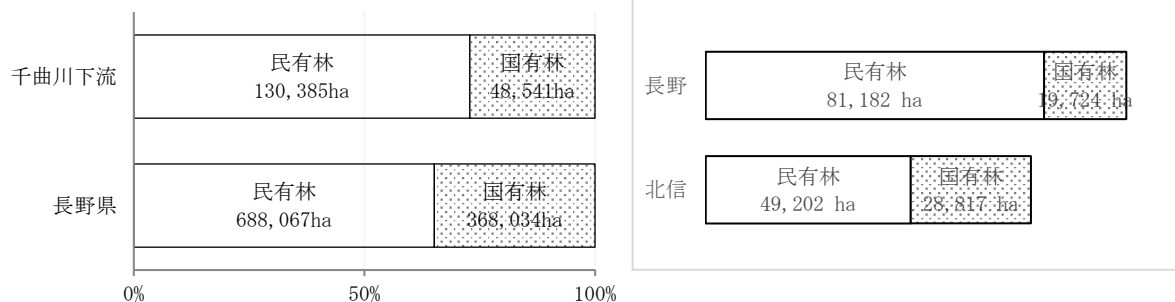 千曲川下流
民有林
130,385ha
国有林
48,541ha
長野県
民有林
688,067ha
国有林
368,034ha
0%
50%
100%
長野
民有林
81,182 ha
国有林
19,724 ha
北信
民有林
49,202 ha
国有林
28,817 ha